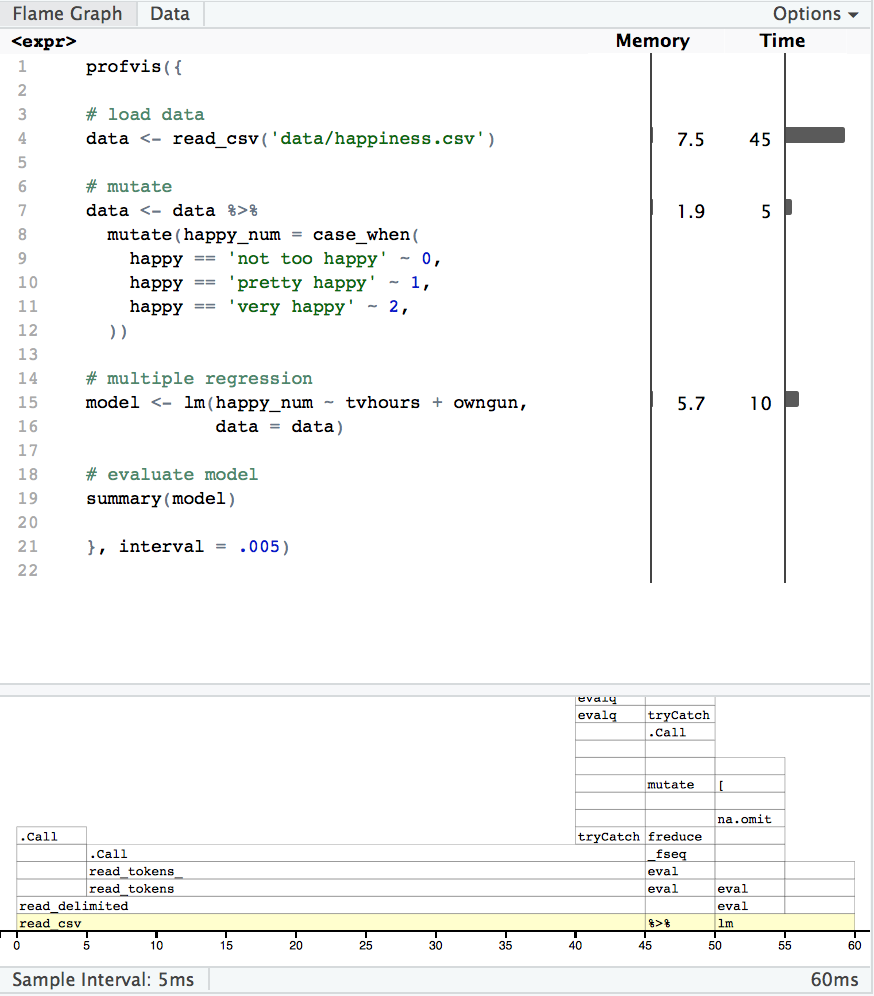 Flame Graph Data Options
<expr> Memory Time
1 profvis({
2
3 # load data
4 data <- read_csv('data/happiness.csv') 7.5 45
5
6 # mutate
7 data <- data %>% 1.9 5
8 mutate(happy_num = case_when(
9 happy == 'not too happy' ~ 0,
10 happy == 'pretty happy' ~ 1,
11 happy == 'very happy' ~ 2,
12 ))
13
14 # multiple regression
15 model <- lm(happy_num ~ tvhours + owngun, 5.7 10
16 data = data)
17
18 # evaluate model
19 summary(model)
20
21 }, interval = .005)
22
evalq
evalq tryCatch
.Call
mutate [
na.omit
.Call tryCatch freduce
.Call _fseq
read_tokens_ eval
read_tokens eval eval
read_delimited eval
read_csv %>% lm
0 5 10 15 20 25 30 35 40 45 50 55 60
Sample Interval: 5ms 60ms